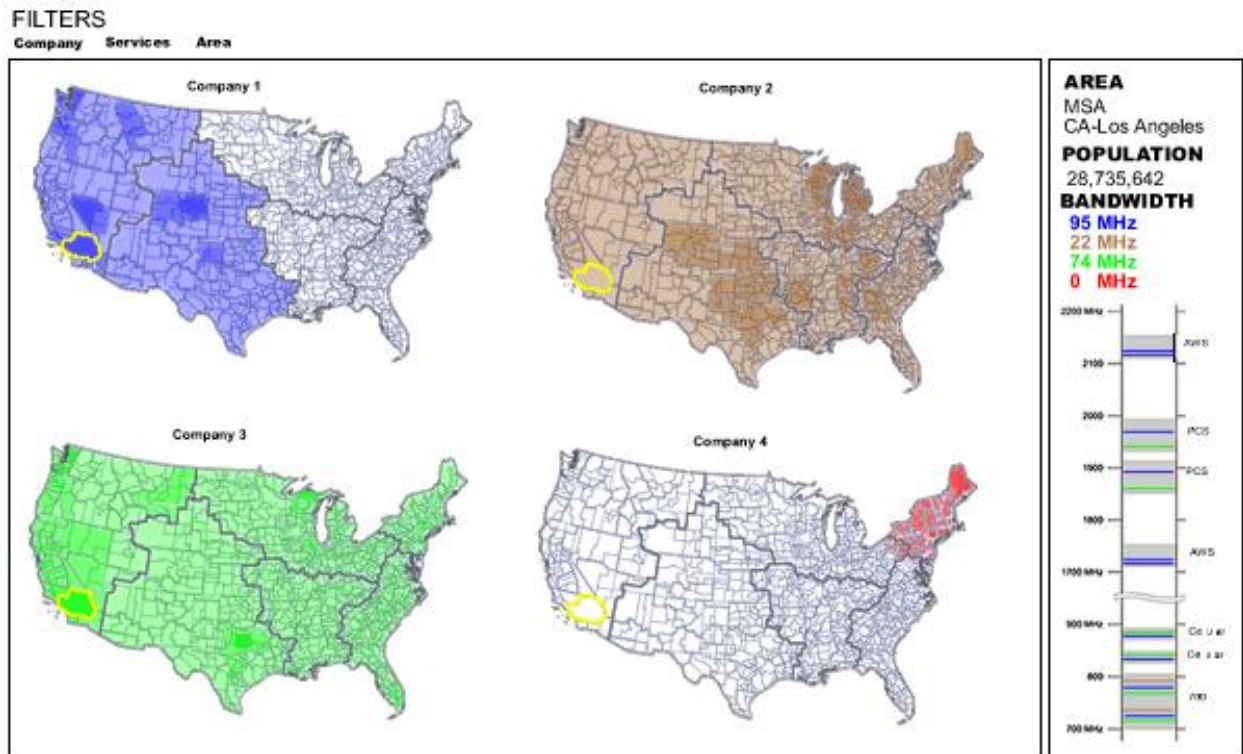 FILTERS
Company Services Area
Company 1
Company 2
Company 3
Company 4
AREA
MSA
CA-Los Angeles
POPULATION
28,735,642
BANDWIDTH
95 MHz
22 MHz
74 MHz
0 MHz
2200 MHz
AWS
2100
2000
PCS
1900
PCS
1800
AWS
1700 MHz
900 MHz
800
700 MHz